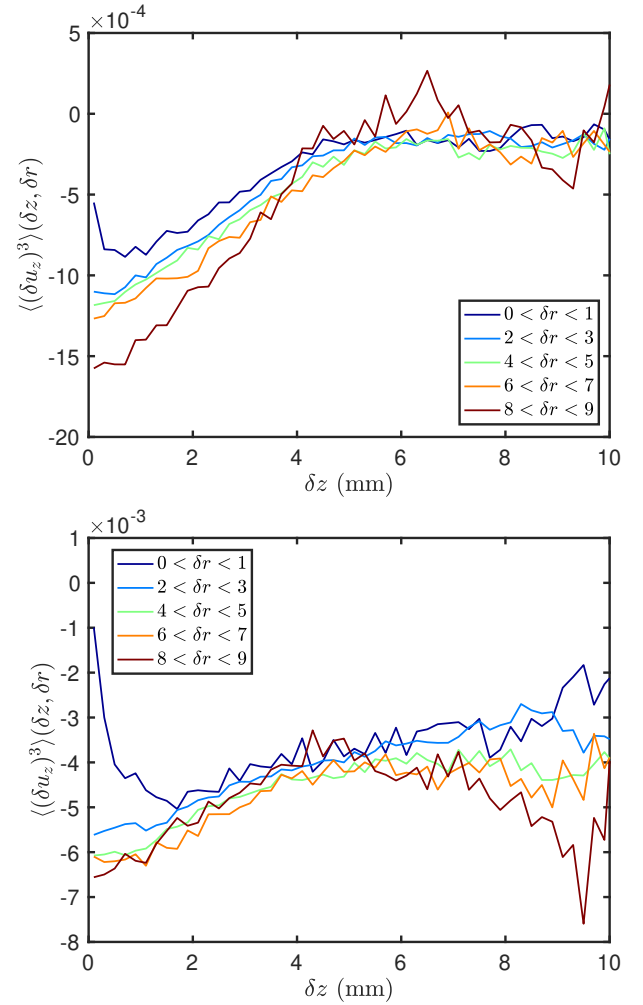 ×10⁻⁴
5
0
-5
-10
-15
-20
⟨(δu_z)³⟩(δz, δr)
0 < δr < 1
2 < δr < 3
4 < δr < 5
6 < δr < 7
8 < δr < 9
0 2 4 6 8 10
δz (mm)
×10⁻³
1
0
-1
-2
-3
-4
-5
-6
-7
-8
⟨(δu_z)³⟩(δz, δr)
0 < δr < 1
2 < δr < 3
4 < δr < 5
6 < δr < 7
8 < δr < 9
0 2 4 6 8 10
δz (mm)